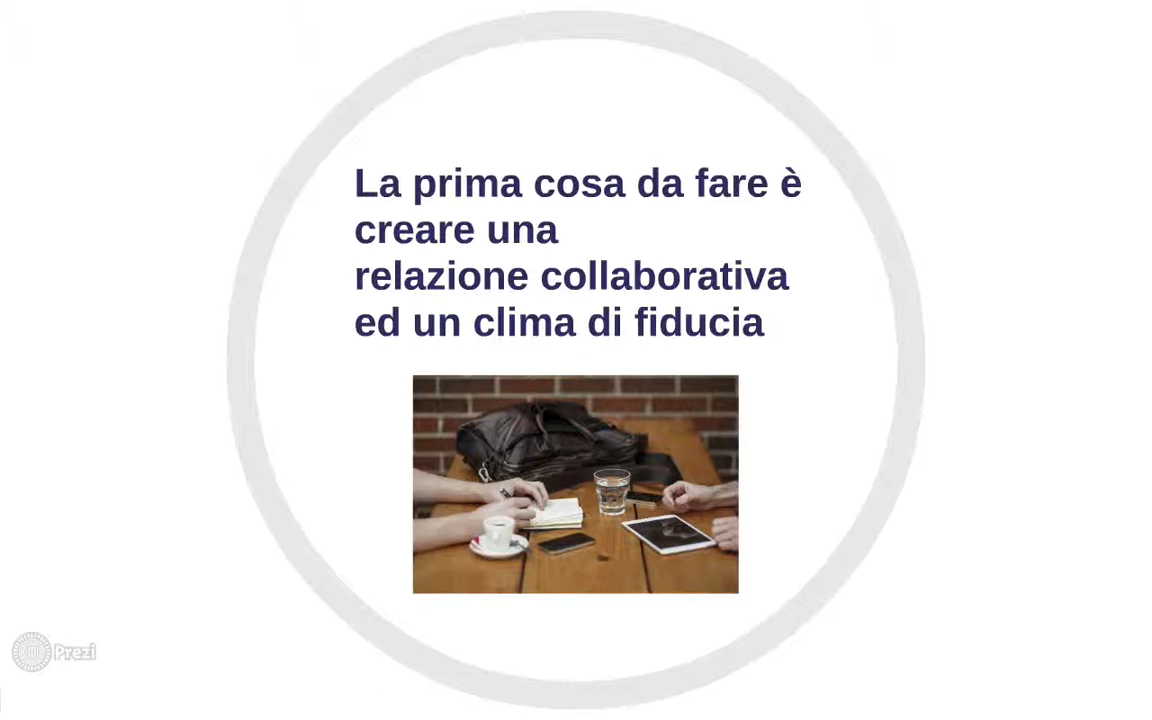 La prima cosa da fare è
creare una
relazione collaborativa
ed un clima di fiducia
Prezi